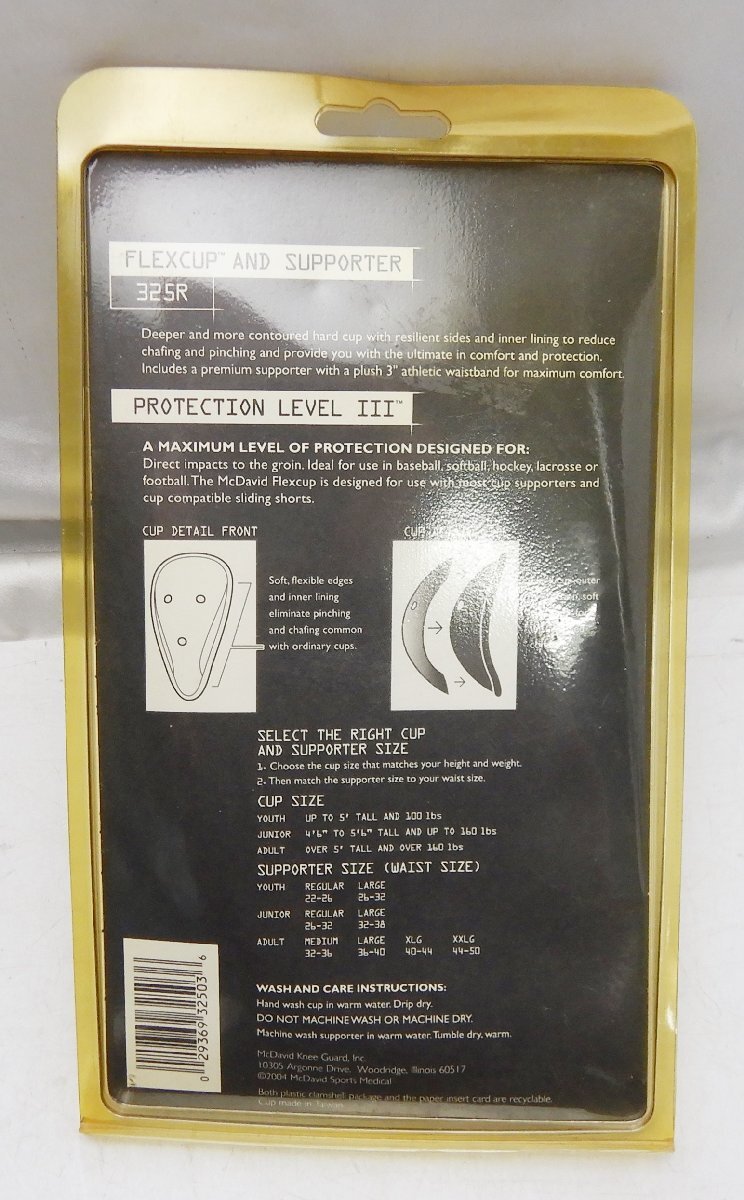 FLEXCUP™ AND SUPPORTER
325R
Deeper and more contoured hard cup with resilient sides and inner lining to reduce
chafing and pinching and provide you with the ultimate in comfort and protection.
Includes a premium supporter with a plush 3" athletic waistband for maximum comfort.
PROTECTION LEVEL III™
A MAXIMUM LEVEL OF PROTECTION DESIGNED FOR:
Direct impacts to the groin. Ideal for use in baseball, softball, hockey, lacrosse or
football. The McDavid Flexcup is designed for use with most cup supporters and
cup compatible sliding shorts.
CUP DETAIL FRONT
Soft, flexible edges
and inner lining
eliminate pinching
and chafing common
with ordinary cups.
CUP
outer
soft
SELECT THE RIGHT CUP
AND SUPPORTER SIZE
1. Choose the cup size that matches your height and weight.
2. Then match the supporter size to your waist size.
CUP SIZE
YOUTH UP TO 5' TALL AND 100 lbs
JUNIOR 4'6" TO 5'6" TALL AND UP TO 160 lbs
ADULT OVER 5' TALL AND OVER 160 lbs
SUPPORTER SIZE (WAIST SIZE)
YOUTH REGULAR LARGE
22-26 26-32
JUNIOR REGULAR LARGE
26-32 32-38
ADULT MEDIUM LARGE XLG XXLG
32-36 36-40 40-44 44-50
WASH AND CARE INSTRUCTIONS:
Hand wash cup in warm water. Drip dry.
DO NOT MACHINE WASH OR MACHINE DRY.
Machine wash supporter in warm water. Tumble dry, warm.
McDavid Knee Guard, Inc.
10305 Argonne Drive, Woodridge, Illinois 60517
©2004 McDavid Sports Medical
Both plastic clamshell package and the paper insert card are recyclable.
Cup made in Taiwan
0 29369 32503 6